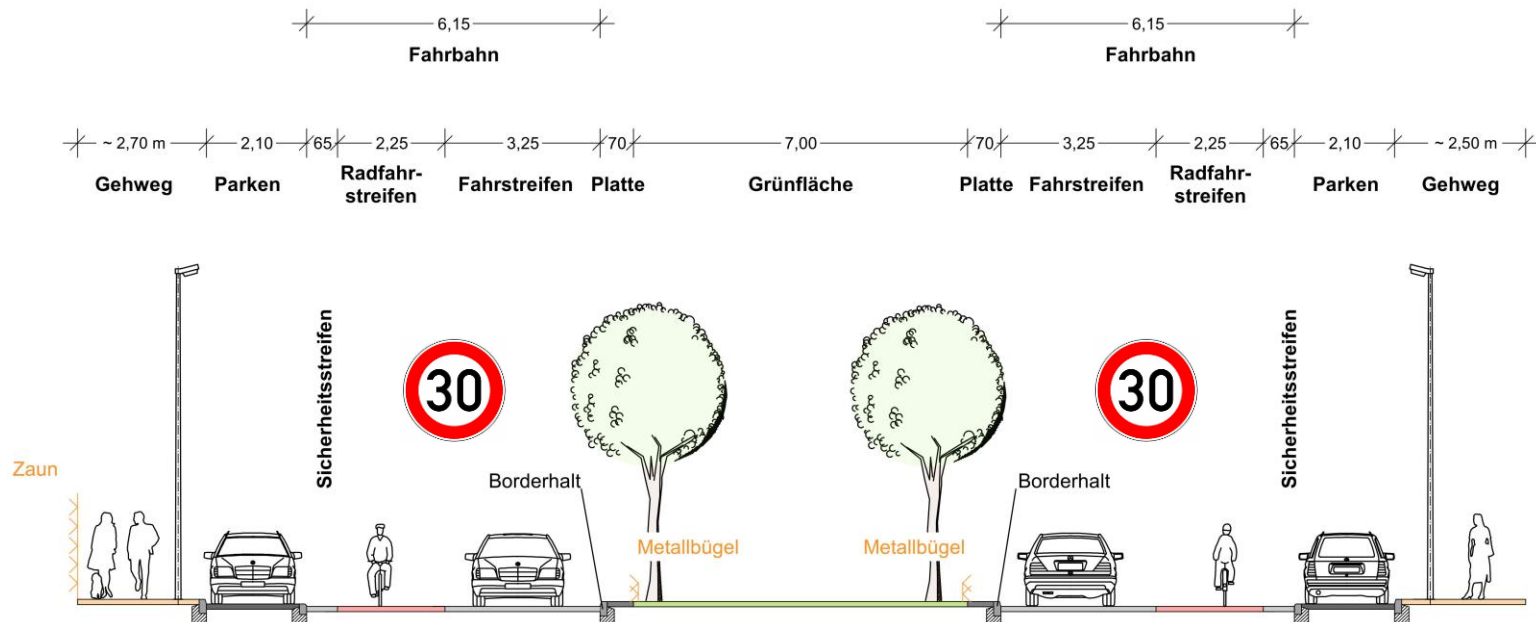 6,15
6,15
Fahrbahn
Fahrbahn
~ 2,70 m 2,10 65 2,25 3,25 70 7,00 70 3,25 2,25 65 2,10 ~ 2,50 m
Gehweg Parken Radfahr- Fahrstreifen Platte Grünfläche Platte Fahrstreifen Radfahr- Parken Gehweg
streifen streifen
Sicherheitsstreifen
30
30
Sicherheitsstreifen
Zaun
Borderhalt
Borderhalt
Metallbügel
Metallbügel